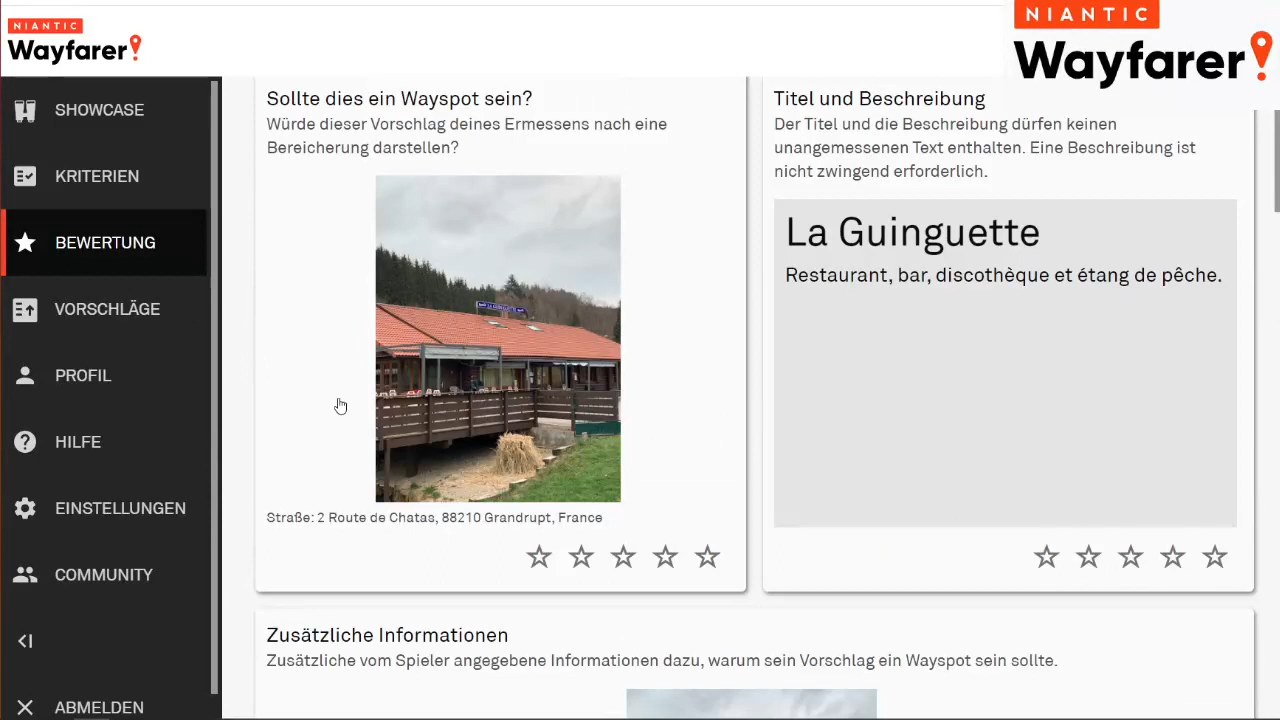 NIANTIC
Wayfarer!
NIANTIC
Wayfarer!
SHOWCASE
KRITERIEN
BEWERTUNG
VORSCHLÄGE
PROFIL
HILFE
EINSTELLUNGEN
COMMUNITY
ABMELDEN
Sollte dies ein Wayspot sein?
Würde dieser Vorschlag deines Ermessens nach eine
Bereicherung darstellen?
LA GUINGUETTE
Straße: 2 Route de Chatas, 88210 Grandrupt, France
Titel und Beschreibung
Der Titel und die Beschreibung dürfen keinen
unangemessenen Text enthalten. Eine Beschreibung ist
nicht zwingend erforderlich.
La Guinguette
Restaurant, bar, discothèque et étang de pêche.
Zusätzliche Informationen
Zusätzliche vom Spieler angegebene Informationen dazu, warum sein Vorschlag ein Wayspot sein sollte.